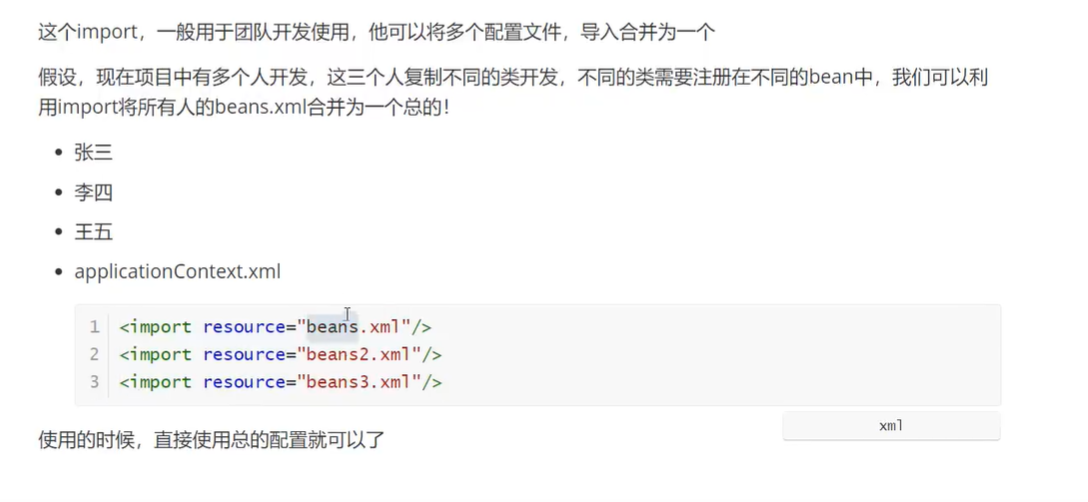 这个import，一般用于团队开发使用，他可以将多个配置文件，导入合并为一个
假设，现在项目中有多个人开发，这三个人复制不同的类开发，不同的类需要注册在不同的bean中，我们可以利
用import将所有人的beans.xml合并为一个总的！
张三
李四
王五
applicationContext.xml
1 <import resource="beans.xml"/>
2 <import resource="beans2.xml"/>
3 <import resource="beans3.xml"/>
xml
使用的时候，直接使用总的配置就可以了